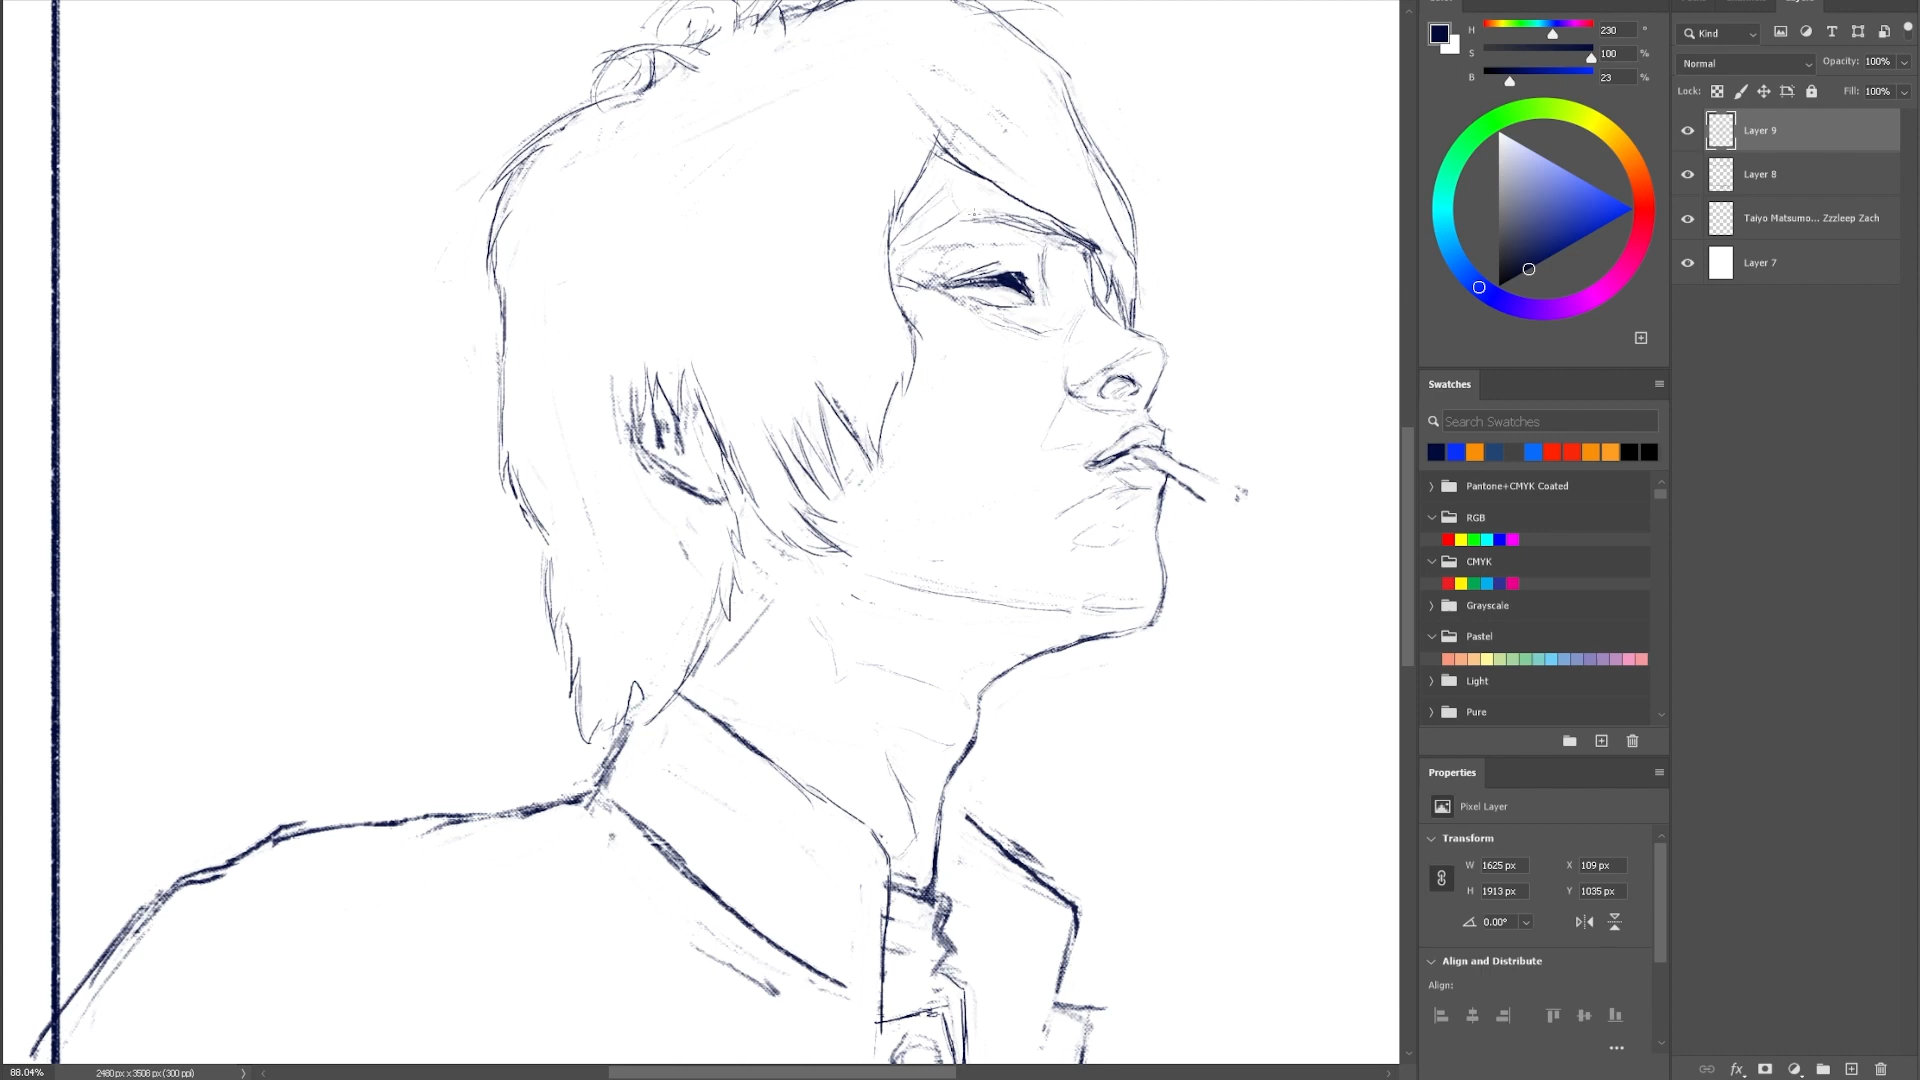 H 230 °
S 100 %
B 23 %
Kind
Normal Opacity: 100%
Lock: Fill: 100%
Layer 9
Layer 8
Taiyo Matsumo... Zzzleep Zach
Layer 7
Swatches
Search Swatches
Pantone+CMYK Coated
RGB
CMYK
Grayscale
Pastel
Light
Pure
Properties
Pixel Layer
Transform
W 1625 px X 109 px
H 1913 px Y 1035 px
0.00°
Align and Distribute
Align:
fx
88.04% 2480 px x 3508 px (300 ppi)